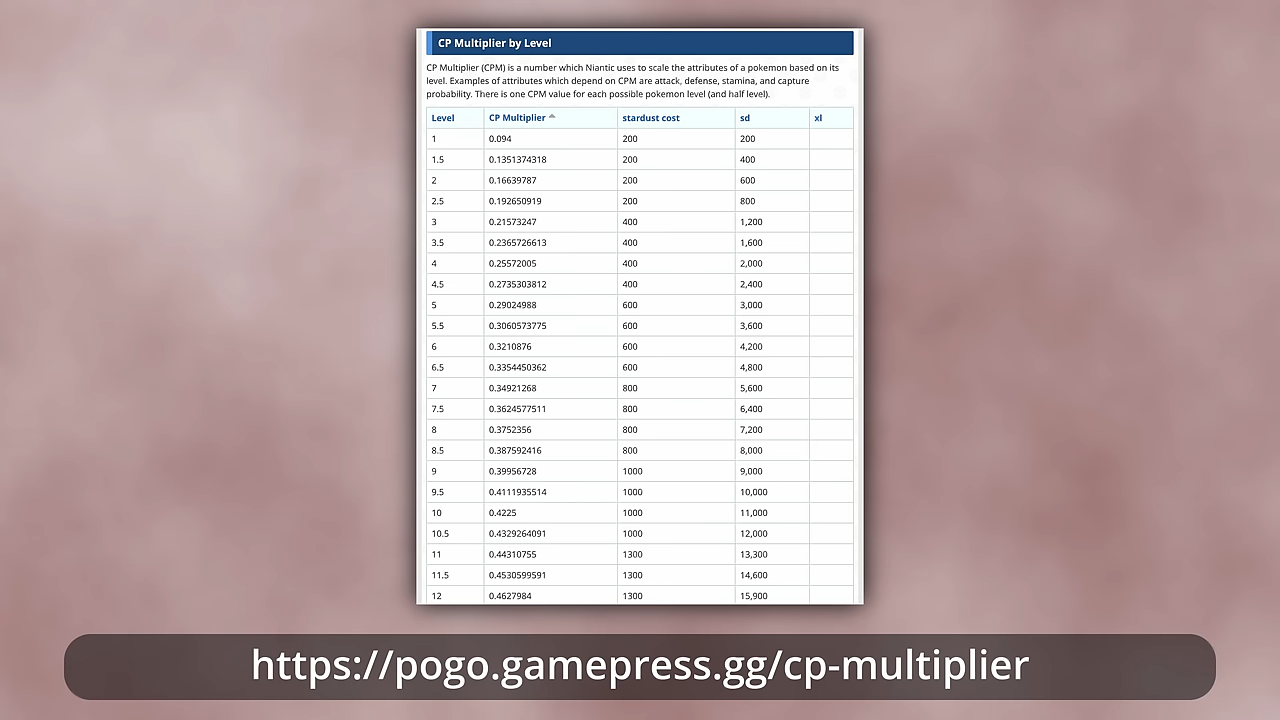 CP Multiplier by Level
CP Multiplier (CPM) is a number which Niantic uses to scale the attributes of a pokemon based on its
level. Examples of attributes which depend on CPM are attack, defense, stamina, and capture
probability. There is one CPM value for each possible pokemon level (and half level).
Level CP Multiplier stardust cost sd xl
1 0.094 200 200
1.5 0.1351374318 200 400
2 0.16639787 200 600
2.5 0.192650919 200 800
3 0.21573247 400 1,200
3.5 0.2365726613 400 1,600
4 0.25572005 400 2,000
4.5 0.2735303812 400 2,400
5 0.29024988 600 3,000
5.5 0.3060573775 600 3,600
6 0.3210876 600 4,200
6.5 0.3354450362 600 4,800
7 0.34921268 800 5,600
7.5 0.3624577511 800 6,400
8 0.3752356 800 7,200
8.5 0.387592416 800 8,000
9 0.39956728 1000 9,000
9.5 0.4111935514 1000 10,000
10 0.4225 1000 11,000
10.5 0.4329264091 1000 12,000
11 0.44310755 1300 13,300
11.5 0.4530599591 1300 14,600
12 0.4627984 1300 15,900
https://pogo.gamepress.gg/cp-multiplier